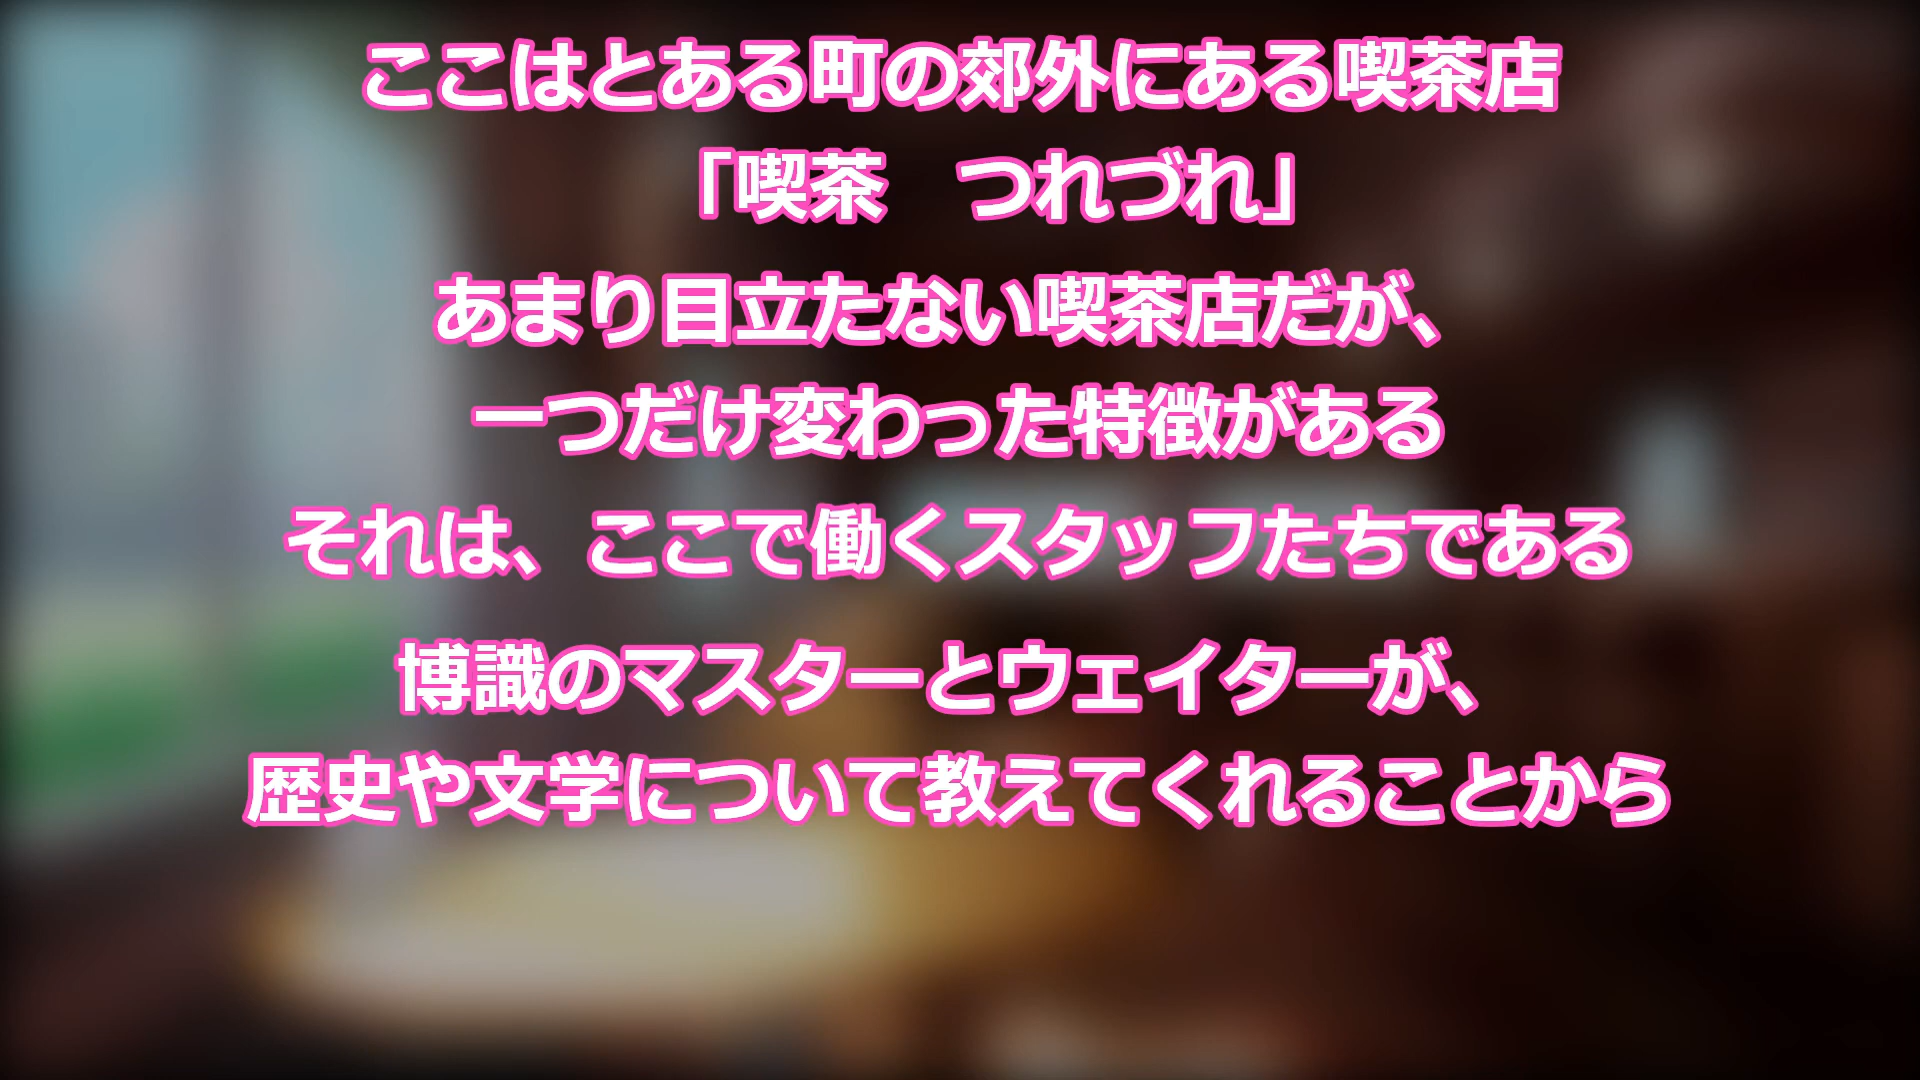 ここはとある町の郊外にある喫茶店
「喫茶　つれづれ」
あまり目立たない喫茶店だが、
一つだけ変わった特徴がある
それは、ここで働くスタッフたちである
博識のマスターとウェイターが、
歴史や文学について教えてくれることから